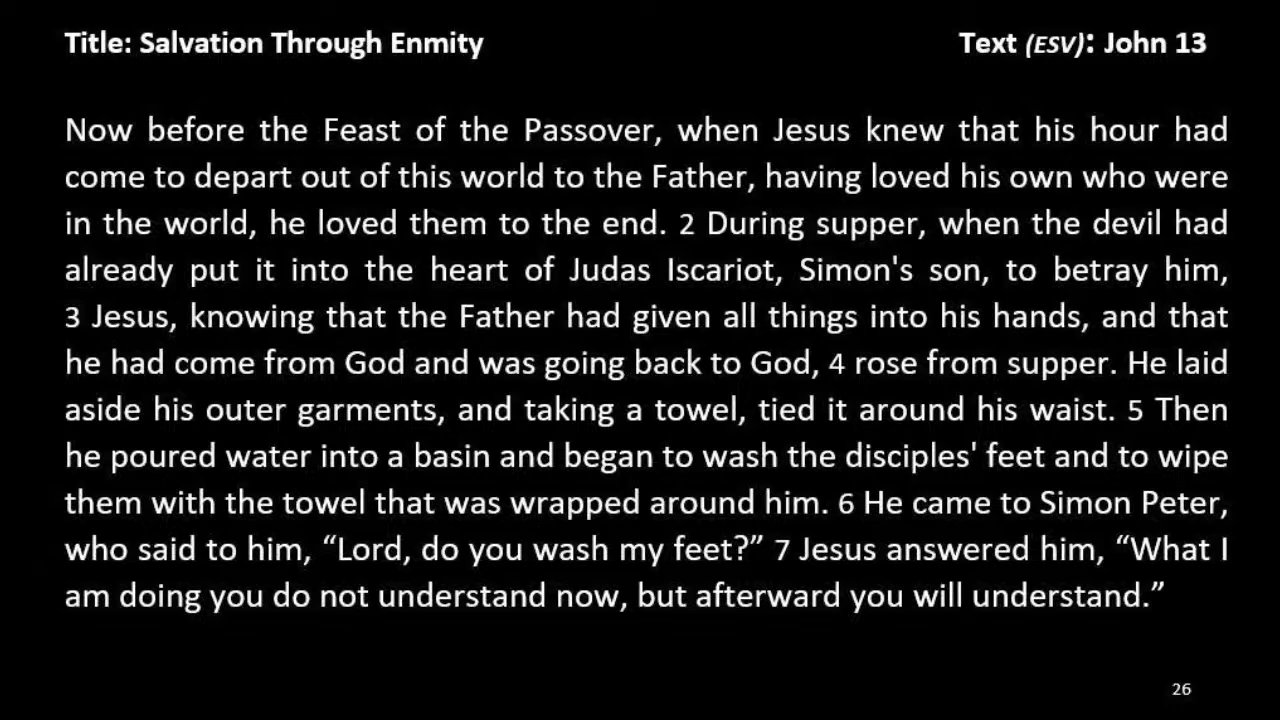 Title: Salvation Through Enmity Text (ESV): John 13
Now before the Feast of the Passover, when Jesus knew that his hour had
come to depart out of this world to the Father, having loved his own who were
in the world, he loved them to the end. 2 During supper, when the devil had
already put it into the heart of Judas Iscariot, Simon's son, to betray him,
3 Jesus, knowing that the Father had given all things into his hands, and that
he had come from God and was going back to God, 4 rose from supper. He laid
aside his outer garments, and taking a towel, tied it around his waist. 5 Then
he poured water into a basin and began to wash the disciples' feet and to wipe
them with the towel that was wrapped around him. 6 He came to Simon Peter,
who said to him, “Lord, do you wash my feet?” 7 Jesus answered him, “What I
am doing you do not understand now, but afterward you will understand.”
26